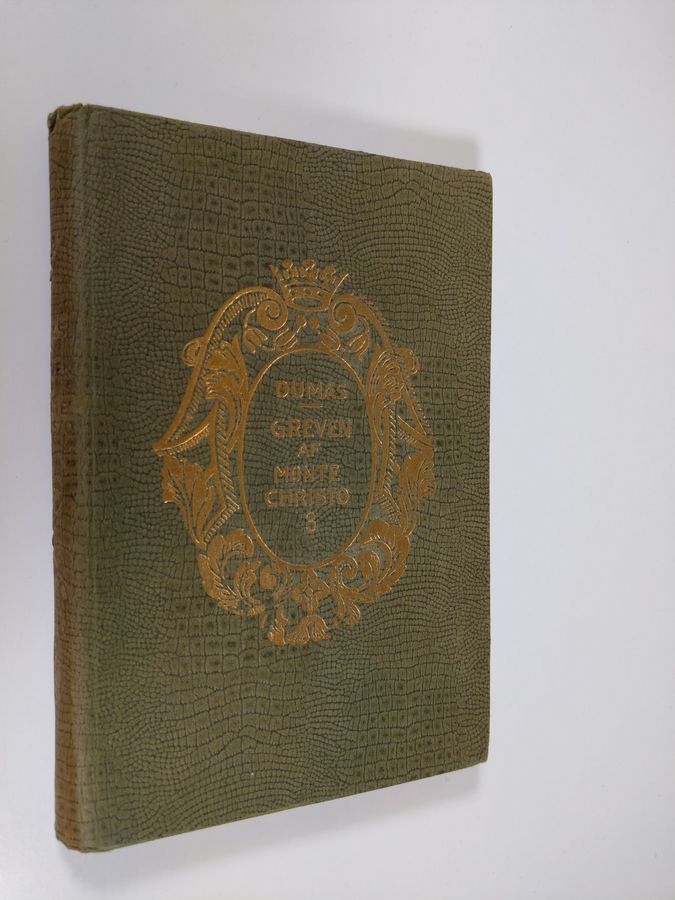 DUMAS
GREVEN
AF
MONTE
CHRISTO
3